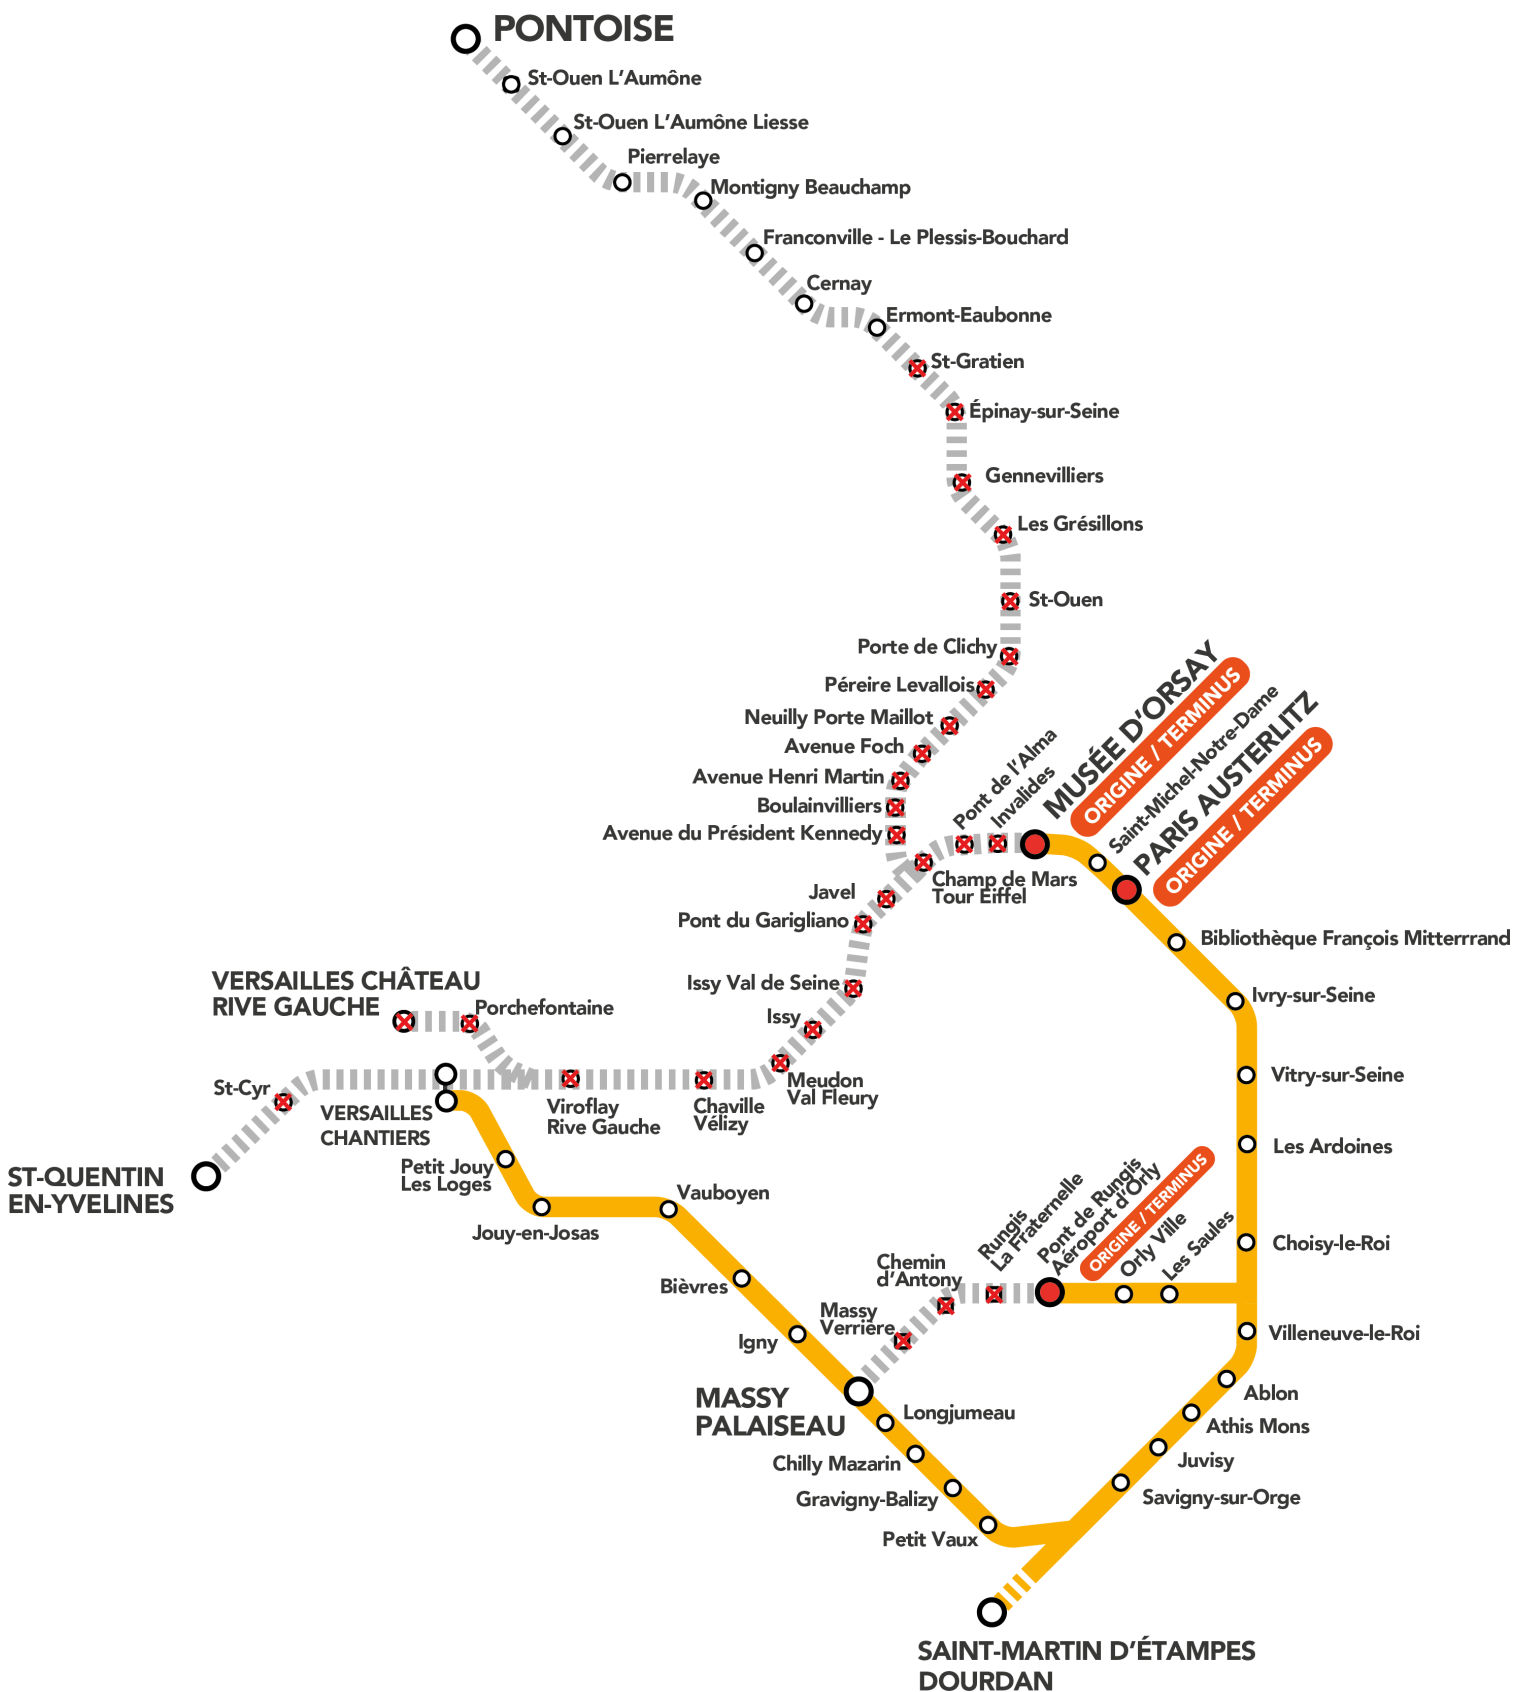 PONTOISE
St-Ouen L’Aumône
St-Ouen L’Aumône Liesse
Pierrelaye
Montigny Beauchamp
Franconville - Le Plessis-Bouchard
Cernay
Ermont-Eaubonne
St-Gratien
Épinay-sur-Seine
Gennevilliers
Les Grésillons
St-Ouen
Porte de Clichy
Péreire Levallois
Neuilly Porte Maillot
Avenue Foch
Avenue Henri Martin
Boulainvilliers
Avenue du Président Kennedy
Champ de Mars
Tour Eiffel
Pont de l’Alma
Invalides
MUSÉE D’ORSAY
ORIGINE / TERMINUS
Saint-Michel-Notre-Dame
PARIS AUSTERLITZ
ORIGINE / TERMINUS
Javel
Pont du Garigliano
Issy Val de Seine
Issy
Meudon
Val Fleury
Chaville
Vélizy
Viroflay
Rive Gauche
Porchefontaine
VERSAILLES CHÂTEAU
RIVE GAUCHE
St-Cyr
VERSAILLES
CHANTIERS
ST-QUENTIN
EN-YVELINES
Petit Jouy
Les Loges
Jouy-en-Josas
Vauboyen
Bièvres
Igny
MASSY
PALAISEAU
Massy
Verrière
Chemin
d’Antony
Rungis
La Fraternelle
Pont de Rungis
Aéroport d’Orly
ORIGINE / TERMINUS
Orly Ville
Les Saules
Bibliothèque François Mitterrrand
Ivry-sur-Seine
Vitry-sur-Seine
Les Ardoines
Choisy-le-Roi
Villeneuve-le-Roi
Ablon
Athis Mons
Juvisy
Savigny-sur-Orge
Longjumeau
Chilly Mazarin
Gravigny-Balizy
Petit Vaux
SAINT-MARTIN D’ÉTAMPES
DOURDAN